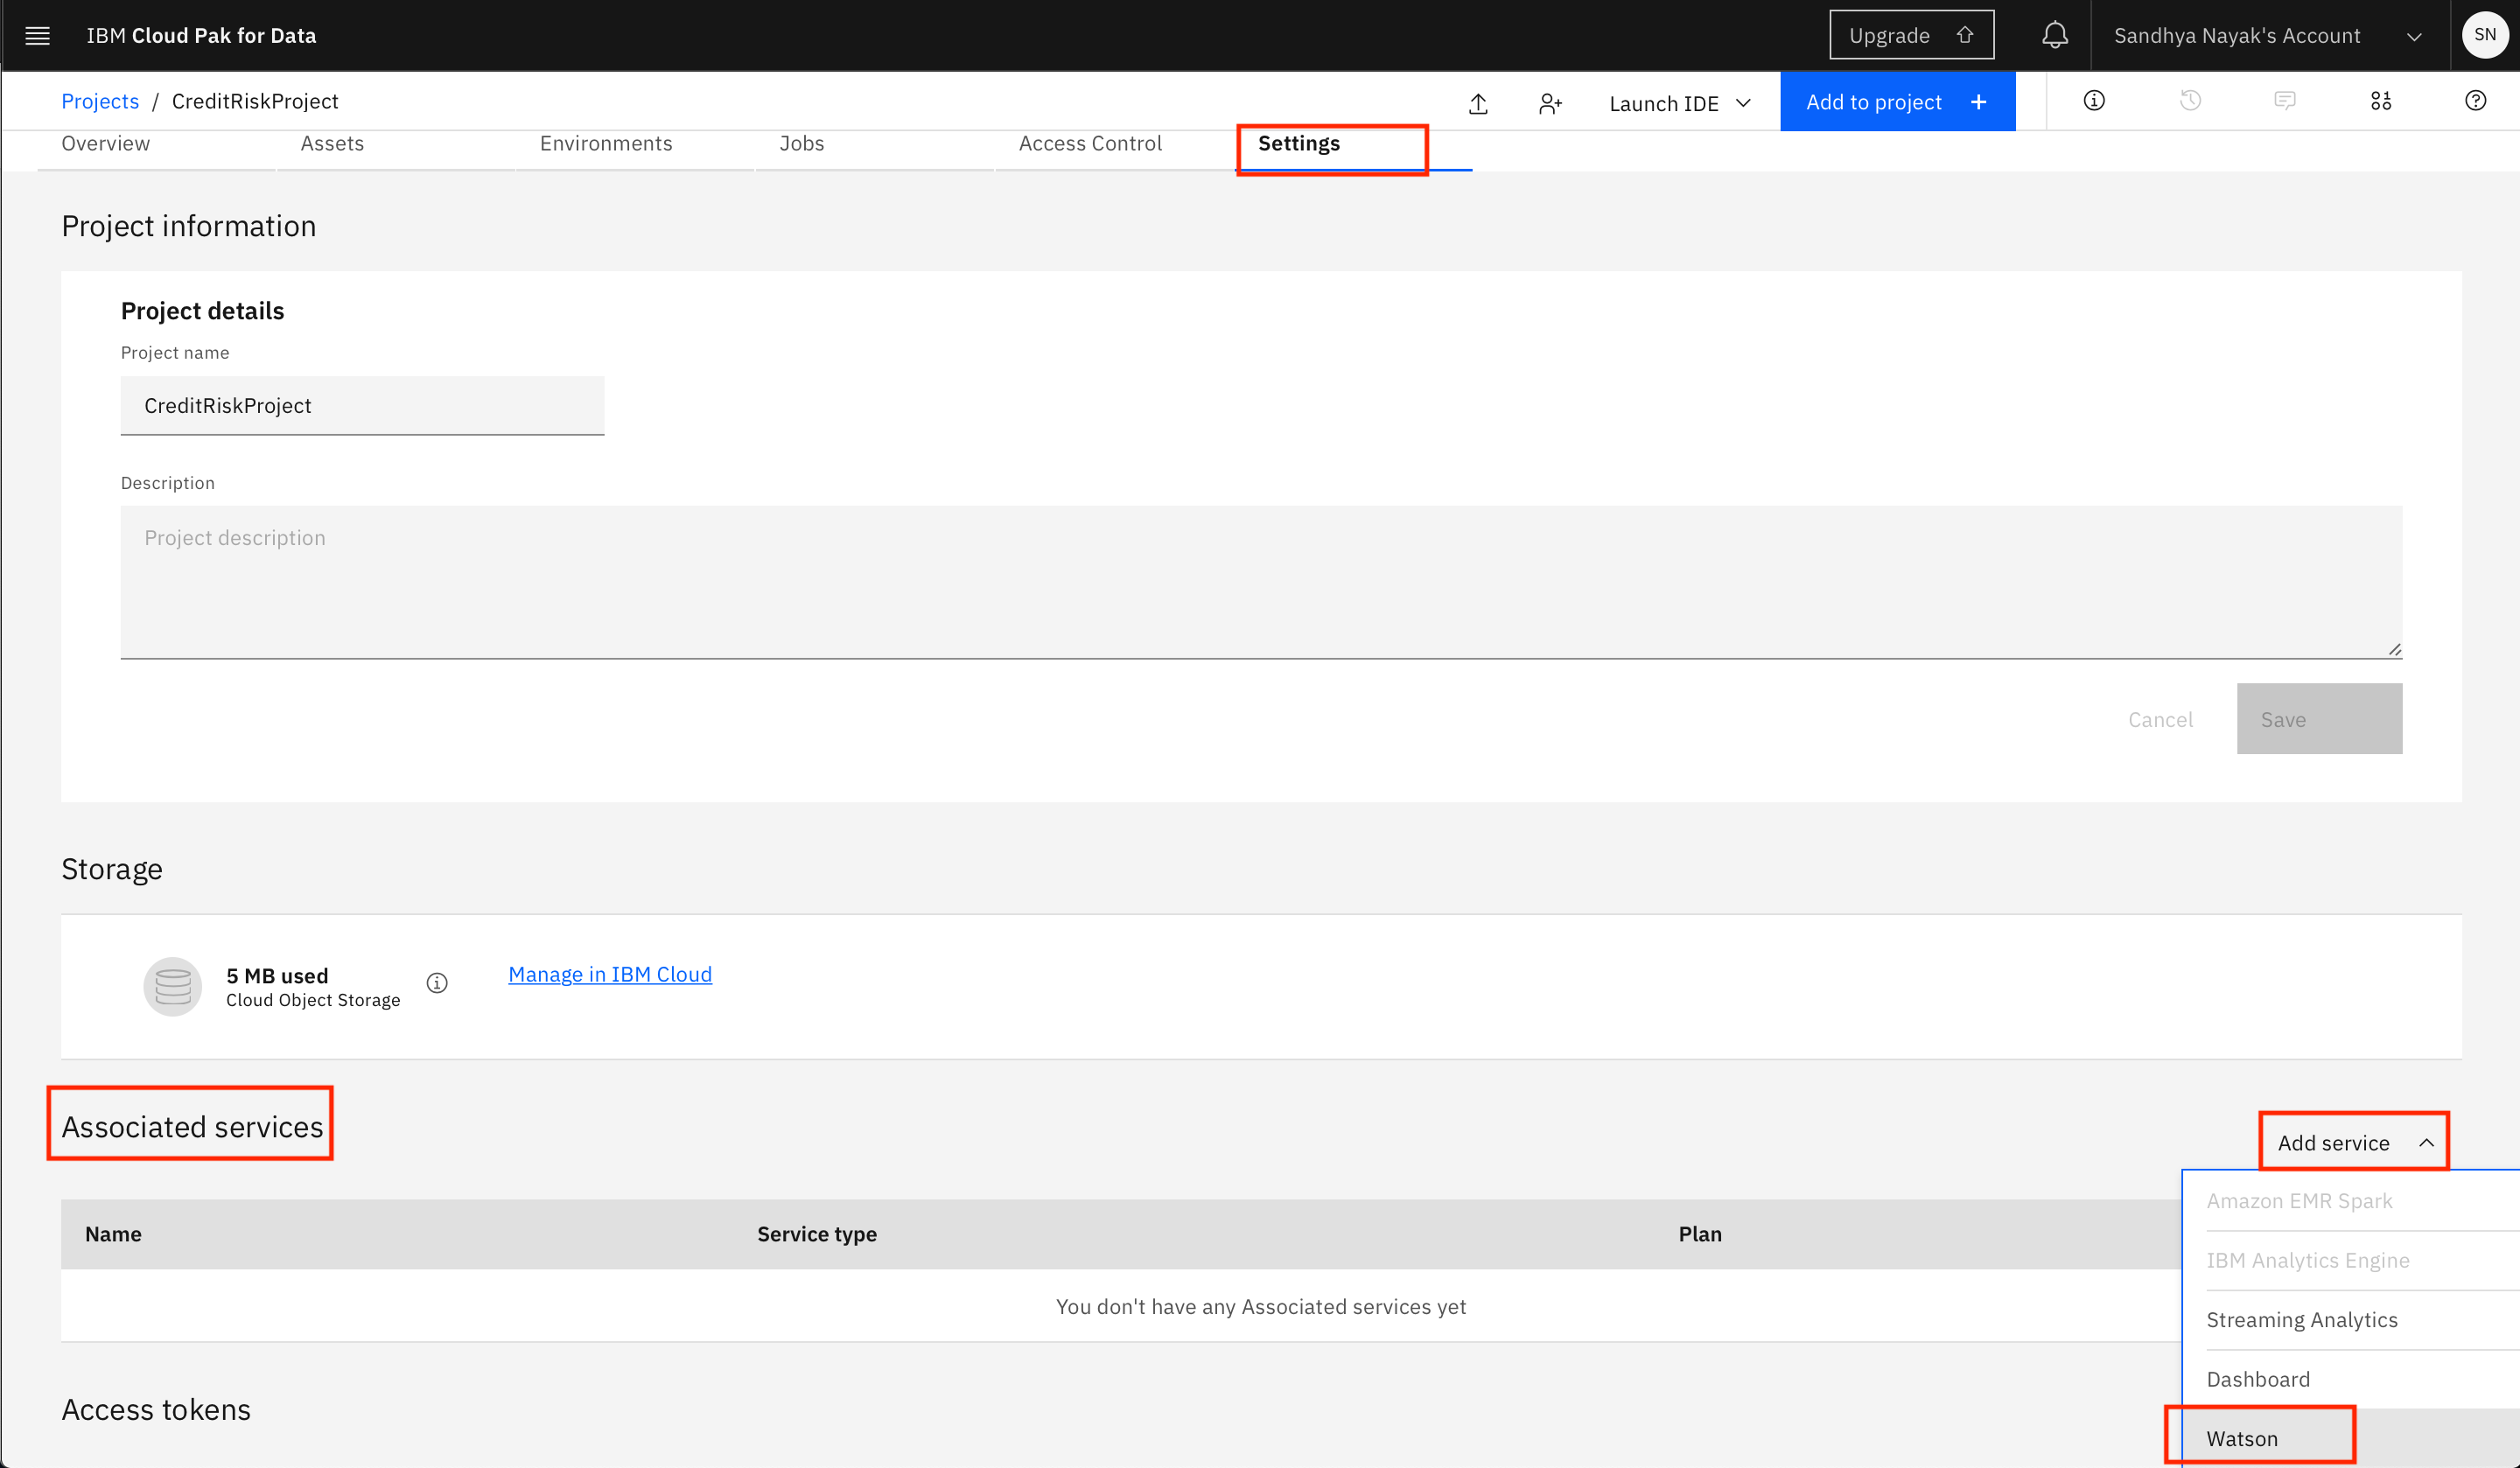 IBM Cloud Pak for Data
Upgrade
Sandhya Nayak's Account
SN
Projects / CreditRiskProject
Launch IDE
Add to project +
Overview
Assets
Environments
Jobs
Access Control
Settings
Project information
Project details
Project name
CreditRiskProject
Description
Project description
Cancel
Save
Storage
5 MB used
Cloud Object Storage
Manage in IBM Cloud
Associated services
Add service
Amazon EMR Spark
IBM Analytics Engine
Streaming Analytics
Dashboard
Watson
Name
Service type
Plan
You don't have any Associated services yet
Access tokens